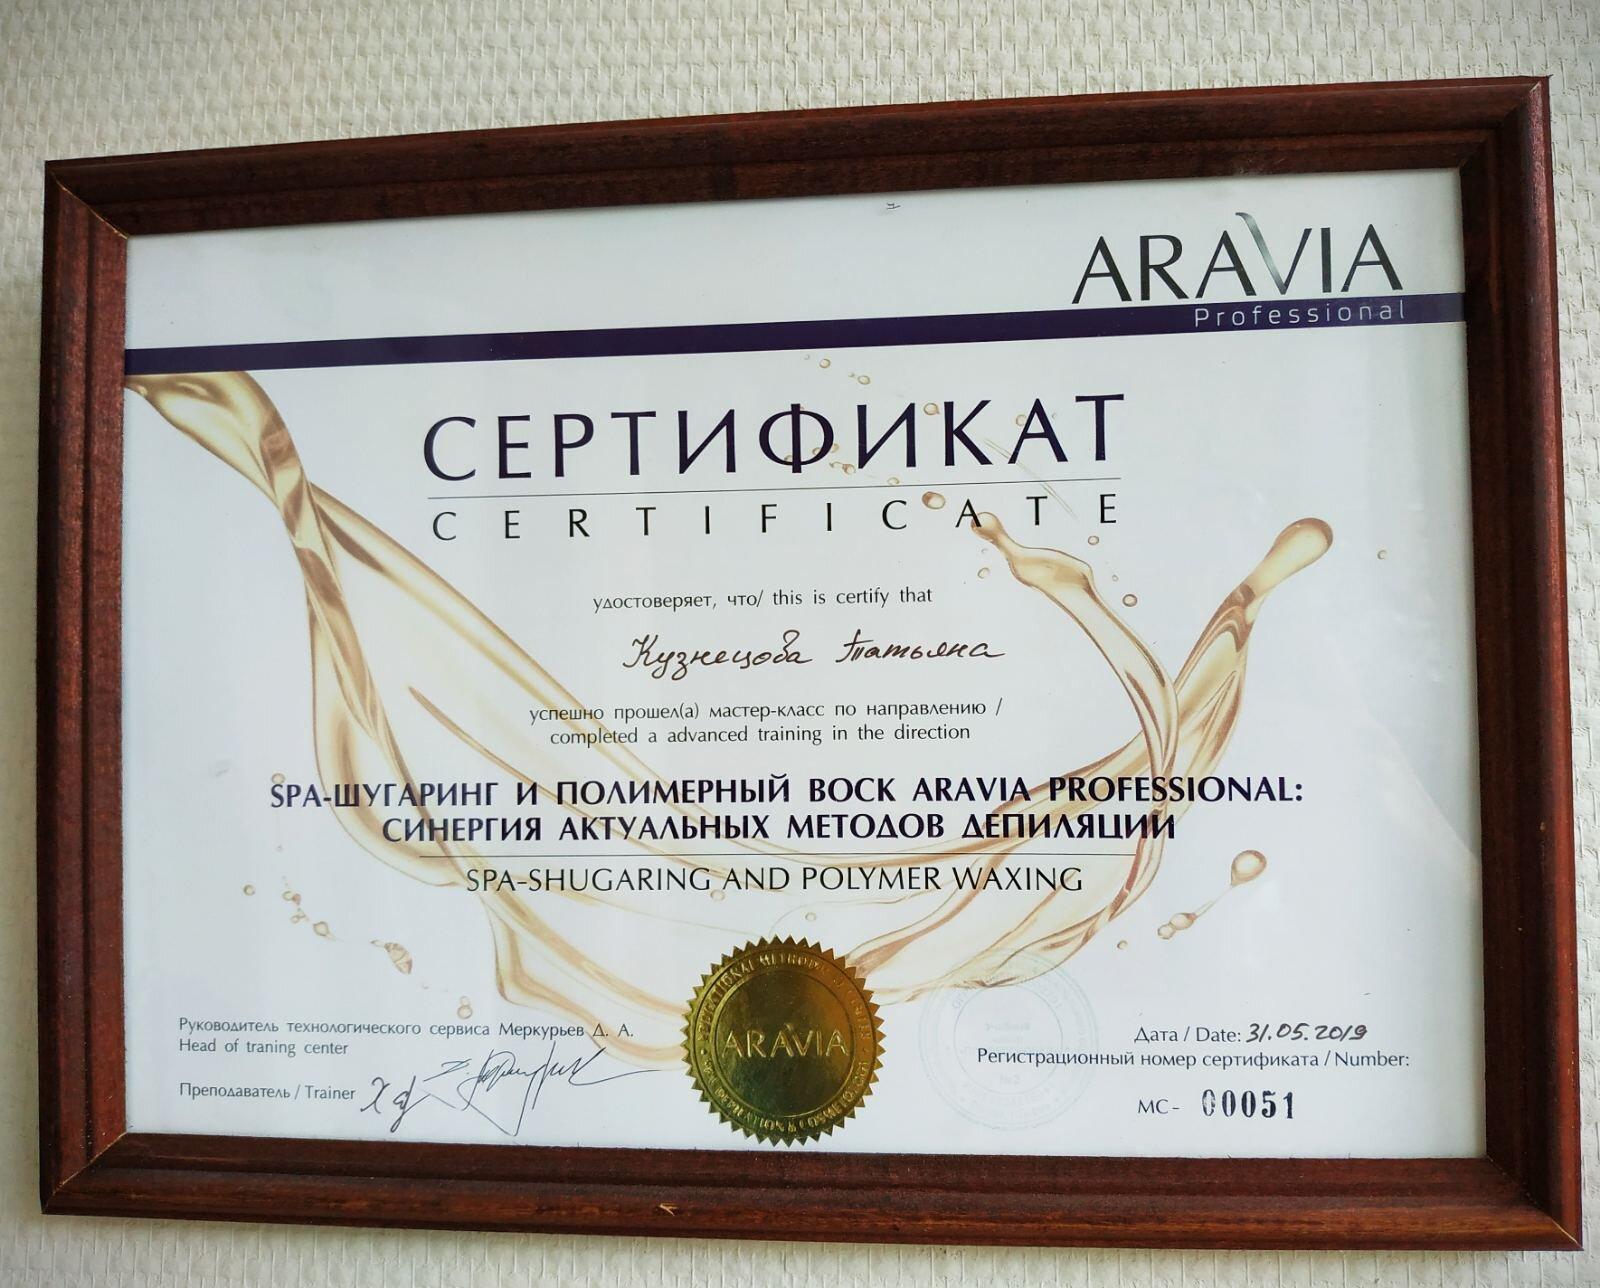 ARAVIA
Professional
СЕРТИФИКАТ
CERTIFICATE
удостоверяет, что/ this is certify that
Кузнецова Татьяна
успешно прошел(а) мастер-класс по направлению /
completed a advanced training in the direction
SPA-ШУГАРИНГ И ПОЛИМЕРНЫЙ ВОСК ARAVIA PROFESSIONAL:
СИНЕРГИЯ АКТУАЛЬНЫХ МЕТОДОВ ДЕПИЛЯЦИИ
SPA-SHUGARING AND POLYMER WAXING
Руководитель технологического сервиса Меркурьев Д. А.
Head of traning center
Преподаватель / Trainer
ARAVIA
Дата / Date: 31.05.2019
Регистрационный номер сертификата / Number:
МС- 00051